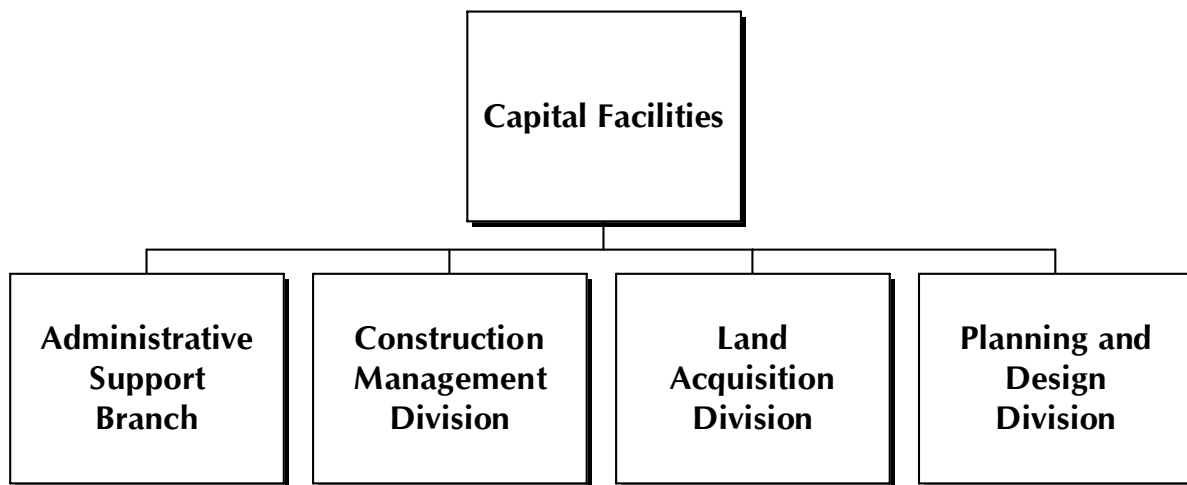 Capital Facilities
Administrative
Support
Branch
Construction
Management
Division
Land
Acquisition
Division
Planning and
Design
Division